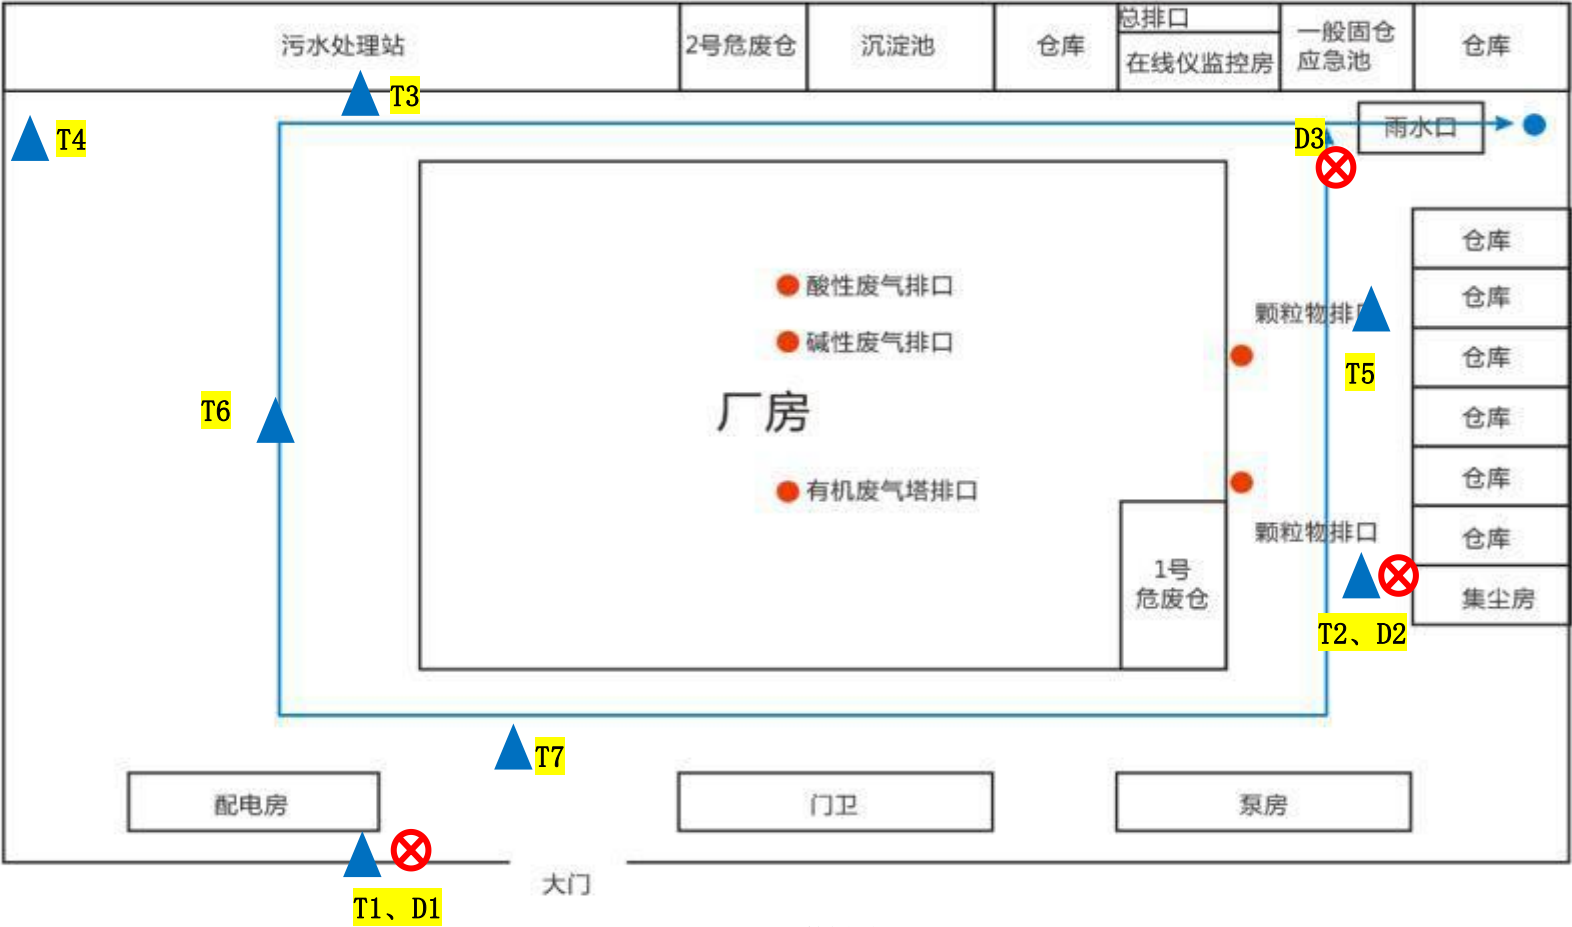 污水处理站
2号危废仓
沉淀池
仓库
总排口
在线仪监控房
一般固仓
应急池
仓库
T3
T4
D3
雨水口
仓库
酸性废气排口
仓库
颗粒物排口
碱性废气排口
仓库
T5
T6
厂房
仓库
仓库
有机废气塔排口
颗粒物排口
仓库
1号
危废仓
集尘房
T2、D2
T7
配电房
门卫
泵房
大门
T1、D1